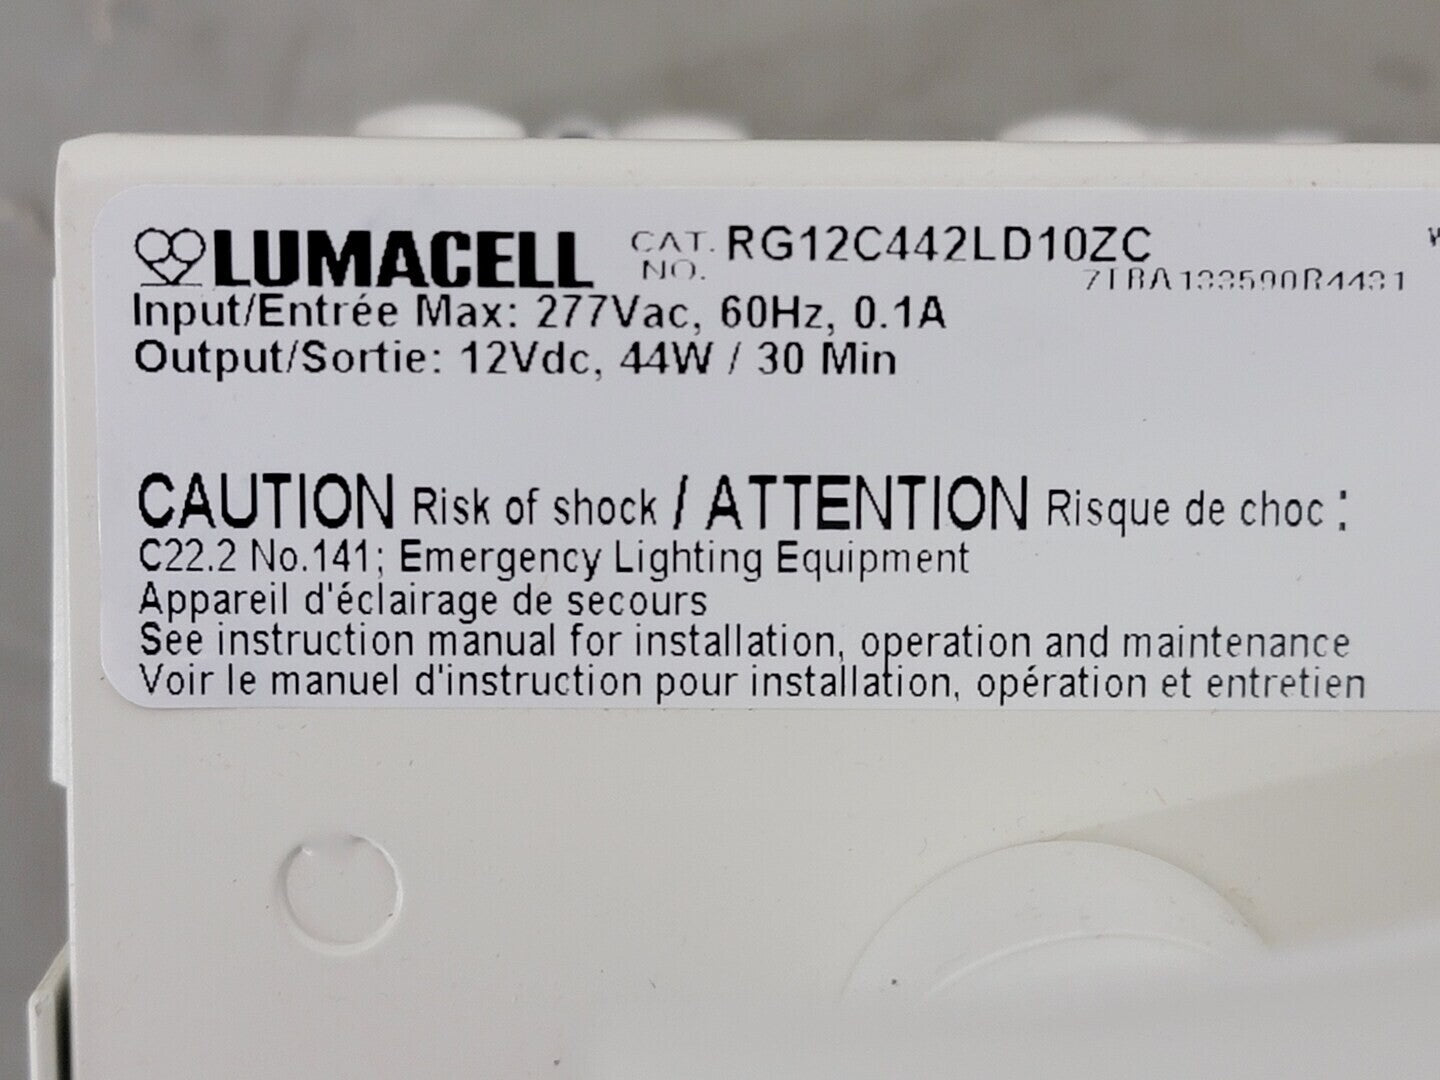 LUMACELL CAT. NO. RG12C442LD10ZC
Input/Entrée Max: 277Vac, 60Hz, 0.1A
Output/Sortie: 12Vdc, 44W / 30 Min
CAUTION Risk of shock / ATTENTION Risque de choc :
C22.2 No.141; Emergency Lighting Equipment
Appareil d'éclairage de secours
See instruction manual for installation, operation and maintenance
Voir le manuel d'instruction pour installation, opération et entretien